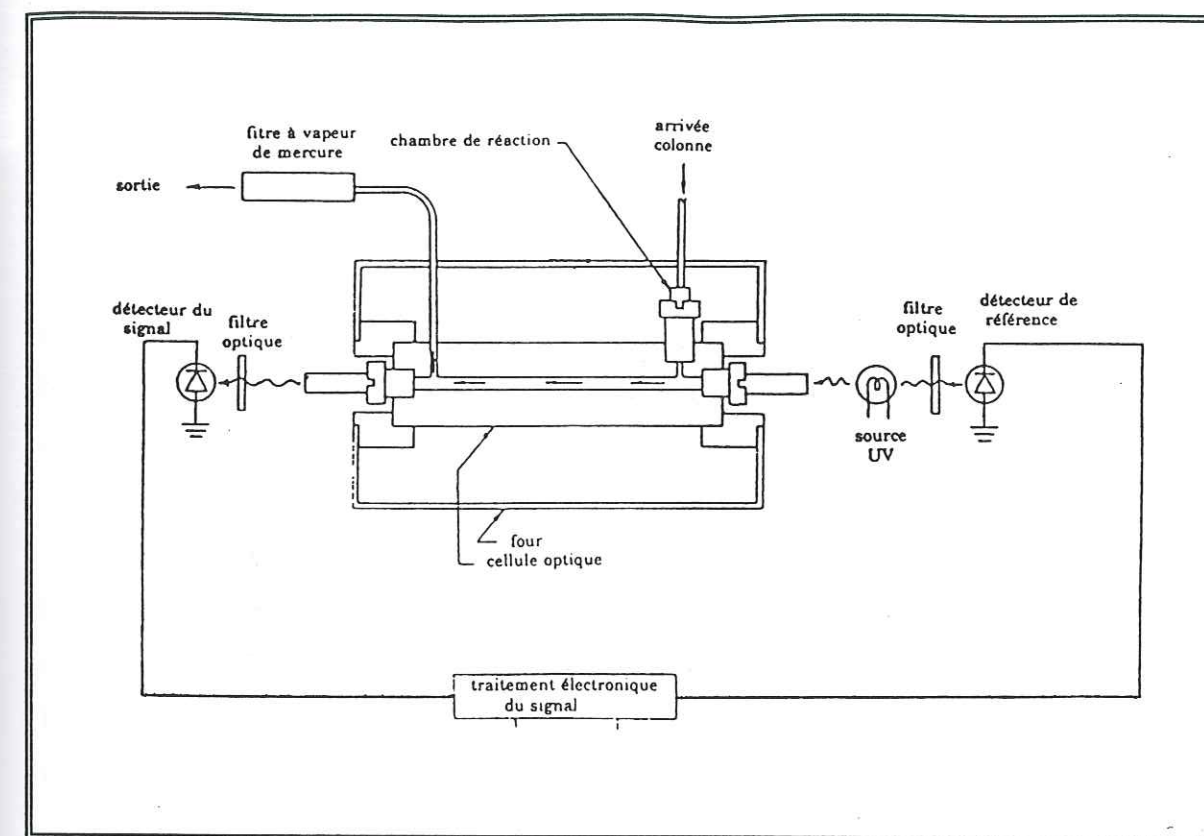 fitre à vapeur
de mercure
chambre de réaction
arrivée
colonne
sortie
détecteur du
signal
filtre
optique
filtre
optique
détecteur de
référence
source
UV
four
cellule optique
traitement électronique
du signal